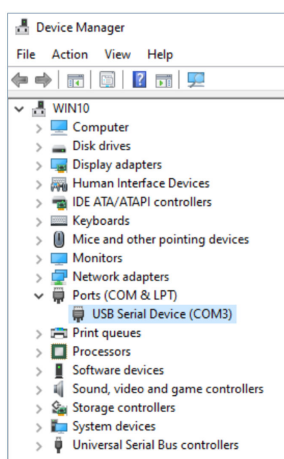 Device Manager
File Action View Help
WIN10
Computer
Disk drives
Display adapters
Human Interface Devices
IDE ATA/ATAPI controllers
Keyboards
Mice and other pointing devices
Monitors
Network adapters
Ports (COM & LPT)
USB Serial Device (COM3)
Print queues
Processors
Software devices
Sound, video and game controllers
Storage controllers
System devices
Universal Serial Bus controllers